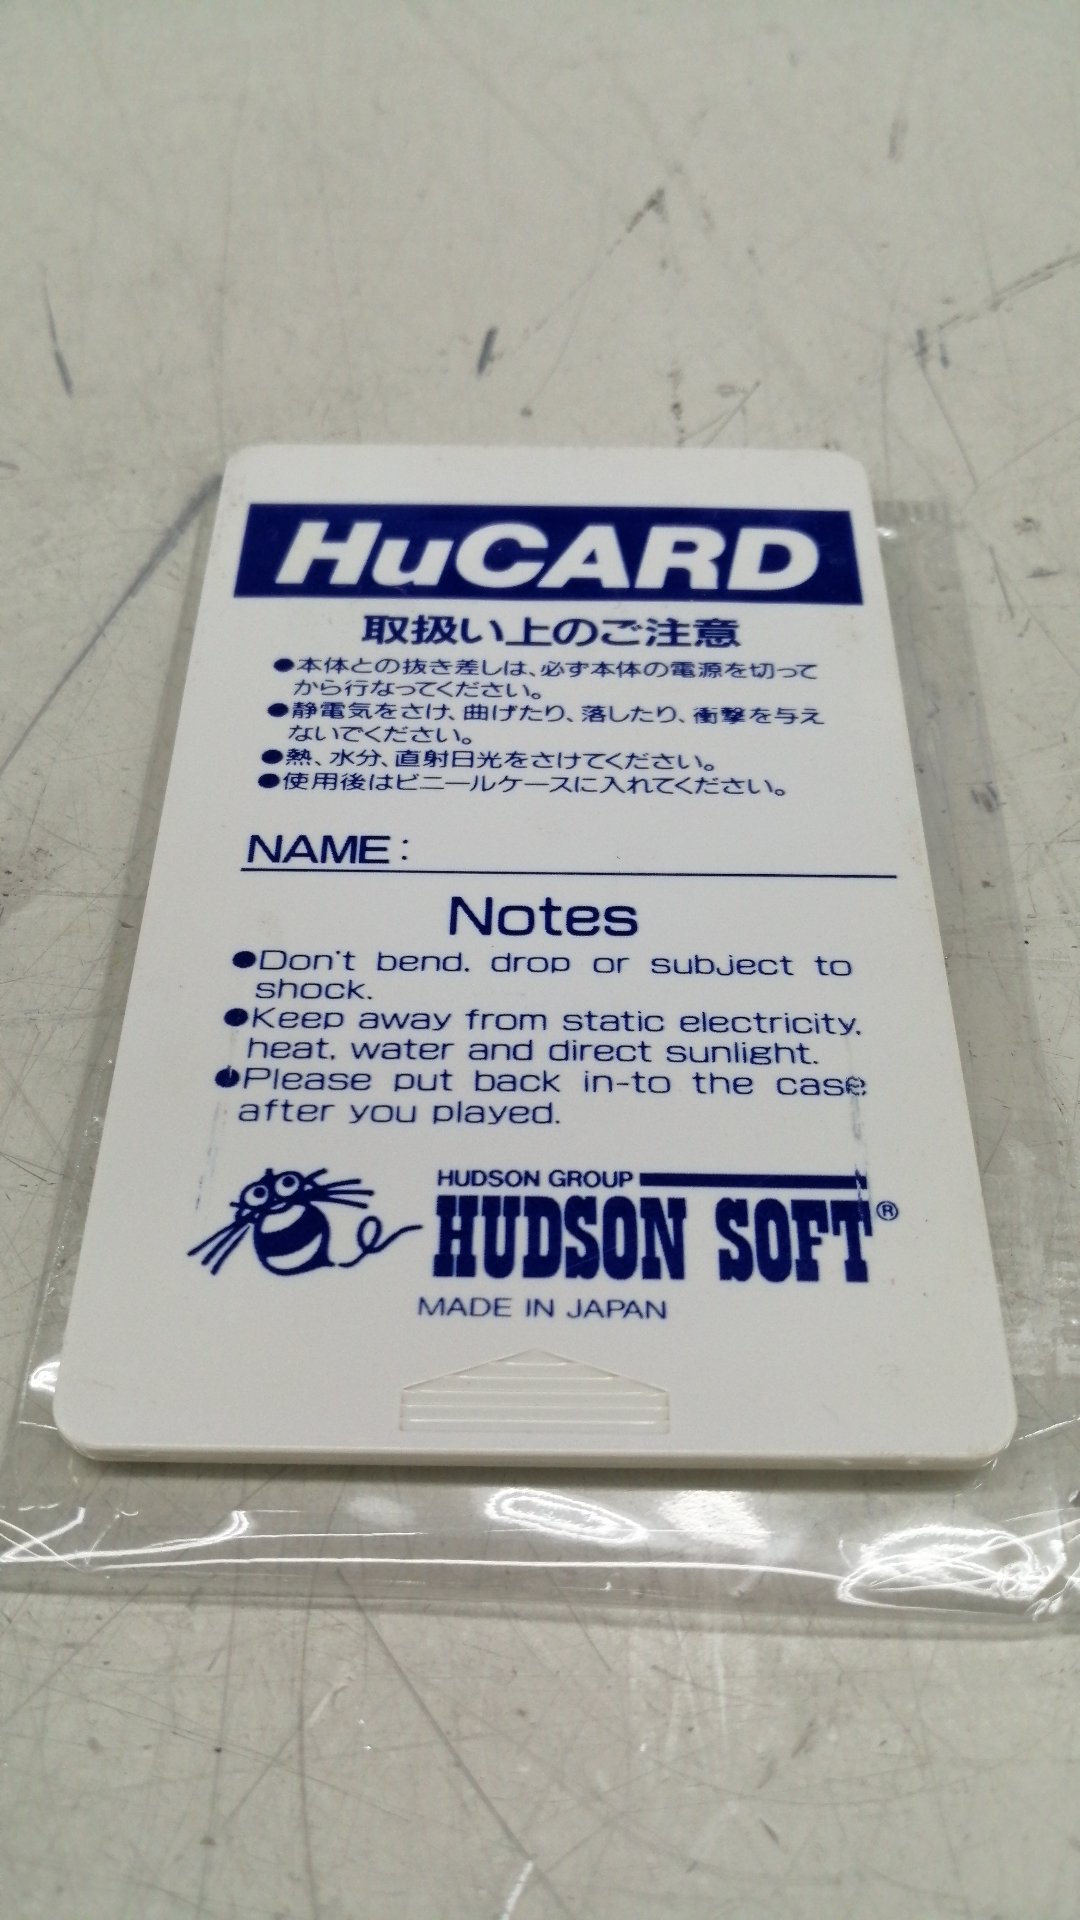 HuCARD
取扱い上のご注意
●本体との抜き差しは、必ず本体の電源を切って
から行なってください。
●静電気をさけ、曲げたり、落したり、衝撃を与え
ないでください。
●熱、水分、直射日光をさけてください。
●使用後はビニールケースに入れてください。
NAME:
Notes
●Don't bend. drop or subject to
shock.
●Keep away from static electricity.
heat. water and direct sunlight.
●Please put back in-to the case
after you played.
HUDSON GROUP
HUDSON SOFT®
MADE IN JAPAN